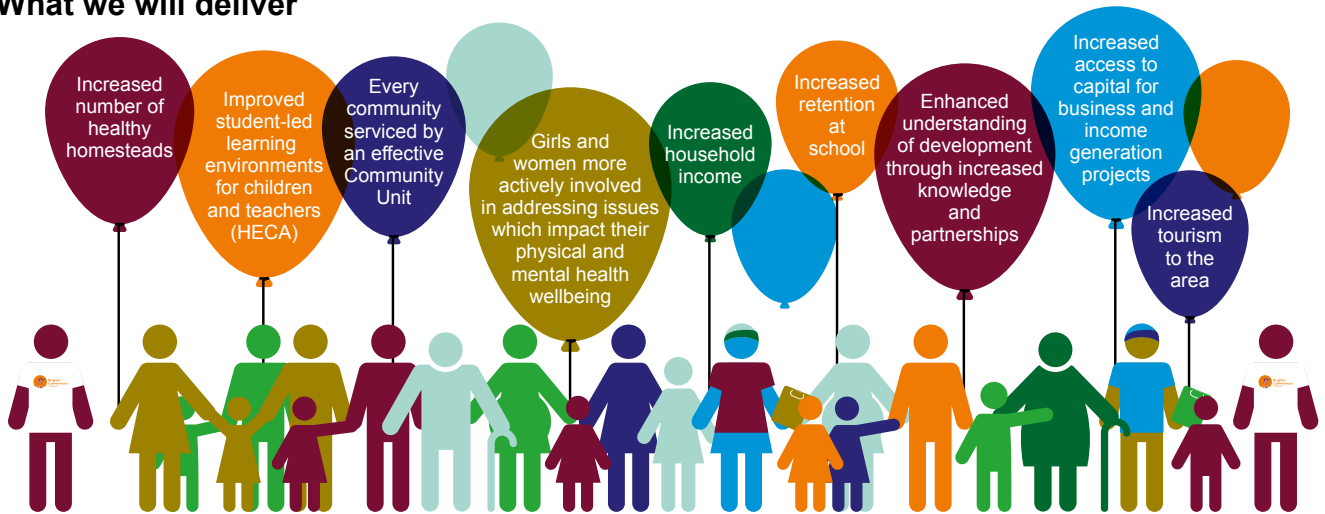 What we will deliver
Increased
number of
healthy
homesteads
Improved
student-led
learning
environments
for children
and teachers
(HECA)
Every
community
serviced by
an effective
Community
Unit
Girls and
women more
actively involved
in addressing issues
which impact their
physical and
mental health
wellbeing
Increased
household
income
Increased
retention
at
school
Enhanced
understanding
of development
through increased
knowledge
and
partnerships
Increased
access to
capital for
business and
income
generation
projects
Increased
tourism
to the
area